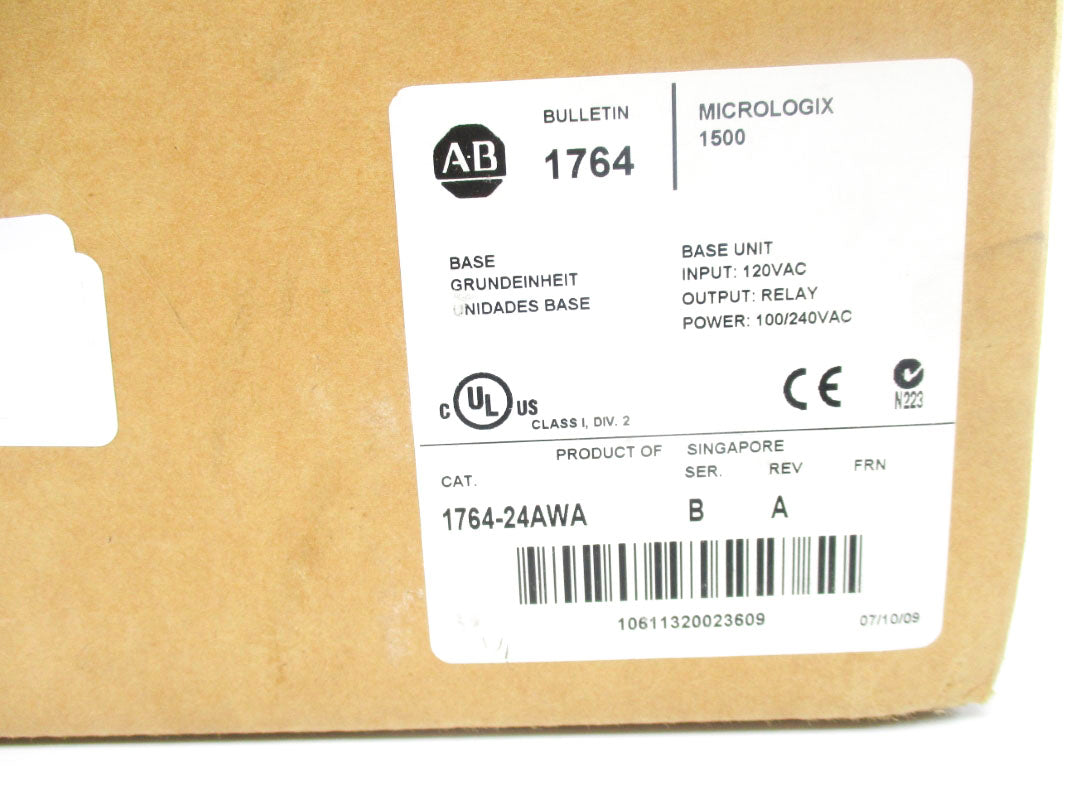 A-B
BULLETIN
1764
MICROLOGIX
1500
BASE
GRUNDEINHEIT
UNIDADES BASE
BASE UNIT
INPUT: 120VAC
OUTPUT: RELAY
POWER: 100/240VAC
C UL US
CLASS I, DIV. 2
CE
N223
PRODUCT OF SINGAPORE
CAT. SER. REV FRN
1764-24AWA B A
10611320023609
07/10/09